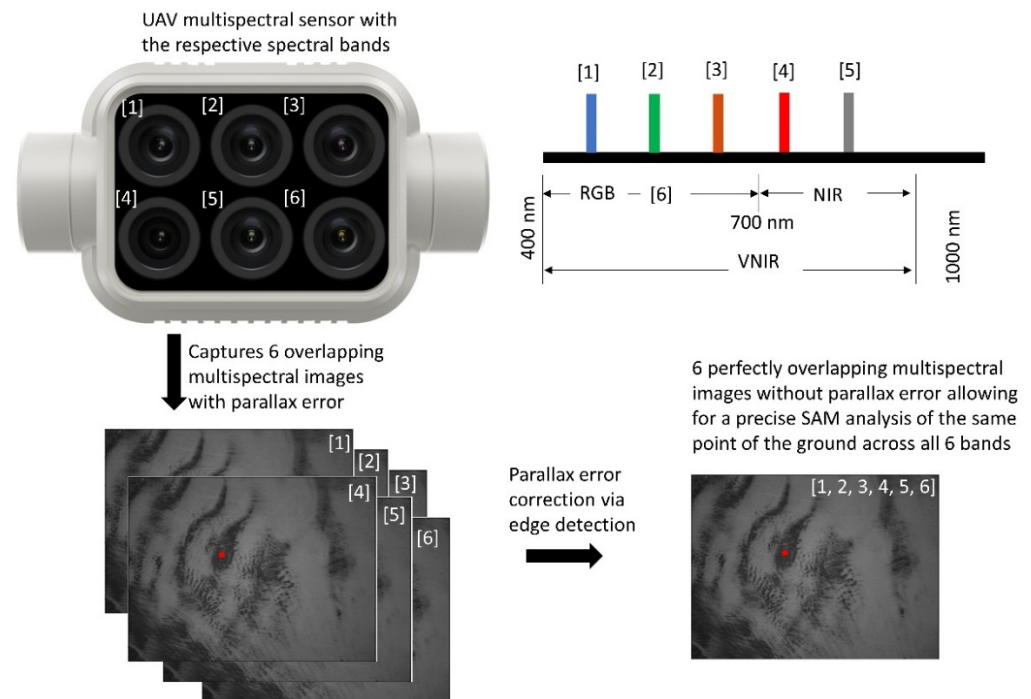 UAV multispectral sensor with
the respective spectral bands
[1]
[2]
[3]
[4]
[5]
[6]
[1]
[2]
[3]
[4]
[5]
RGB – [6]
NIR
700 nm
400 nm
VNIR
1000 nm
Captures 6 overlapping
multispectral images
with parallax error
[1]
[2]
[3]
[4]
[5]
[6]
Parallax error
correction via
edge detection
6 perfectly overlapping multispectral
images without parallax error allowing
for a precise SAM analysis of the same
point of the ground across all 6 bands
[1, 2, 3, 4, 5, 6]